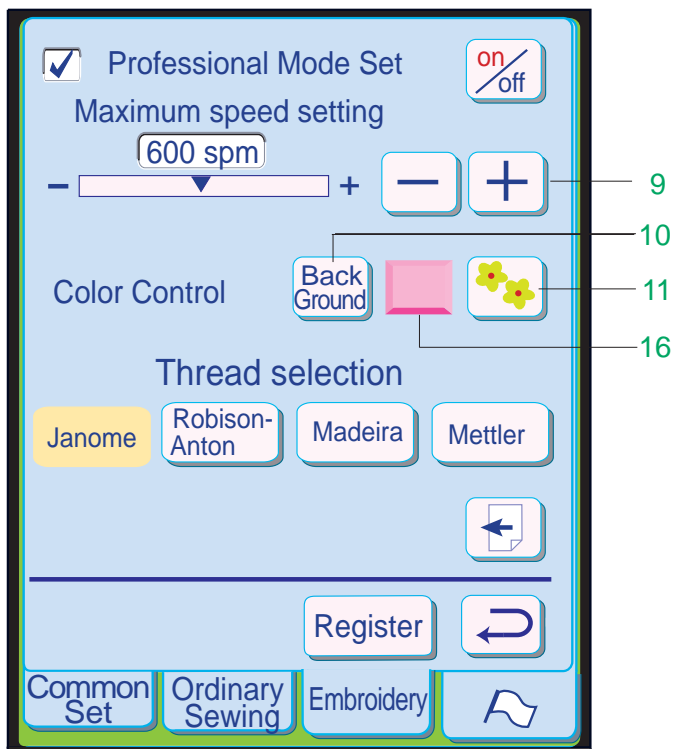 Professional Mode Set
on/off
Maximum speed setting
600 spm
- + - +
9
10
Color Control
Back
Ground
11
16
Thread selection
Janome
Robison-
Anton
Madeira
Mettler
Register
Common
Set
Ordinary
Sewing
Embroidery